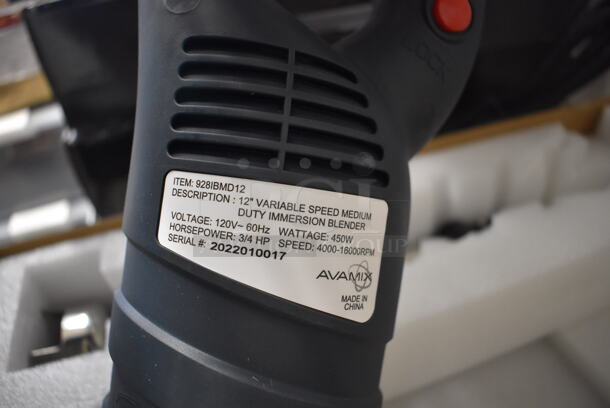 LOCK
ITEM: 928IBMD12
DESCRIPTION : 12" VARIABLE SPEED MEDIUM
DUTY IMMERSION BLENDER
VOLTAGE: 120V~ 60Hz WATTAGE: 450W
HORSEPOWER: 3/4 HP SPEED: 4000-16000RPM
SERIAL #: 2022010017
AVAMIX
MADE IN
CHINA